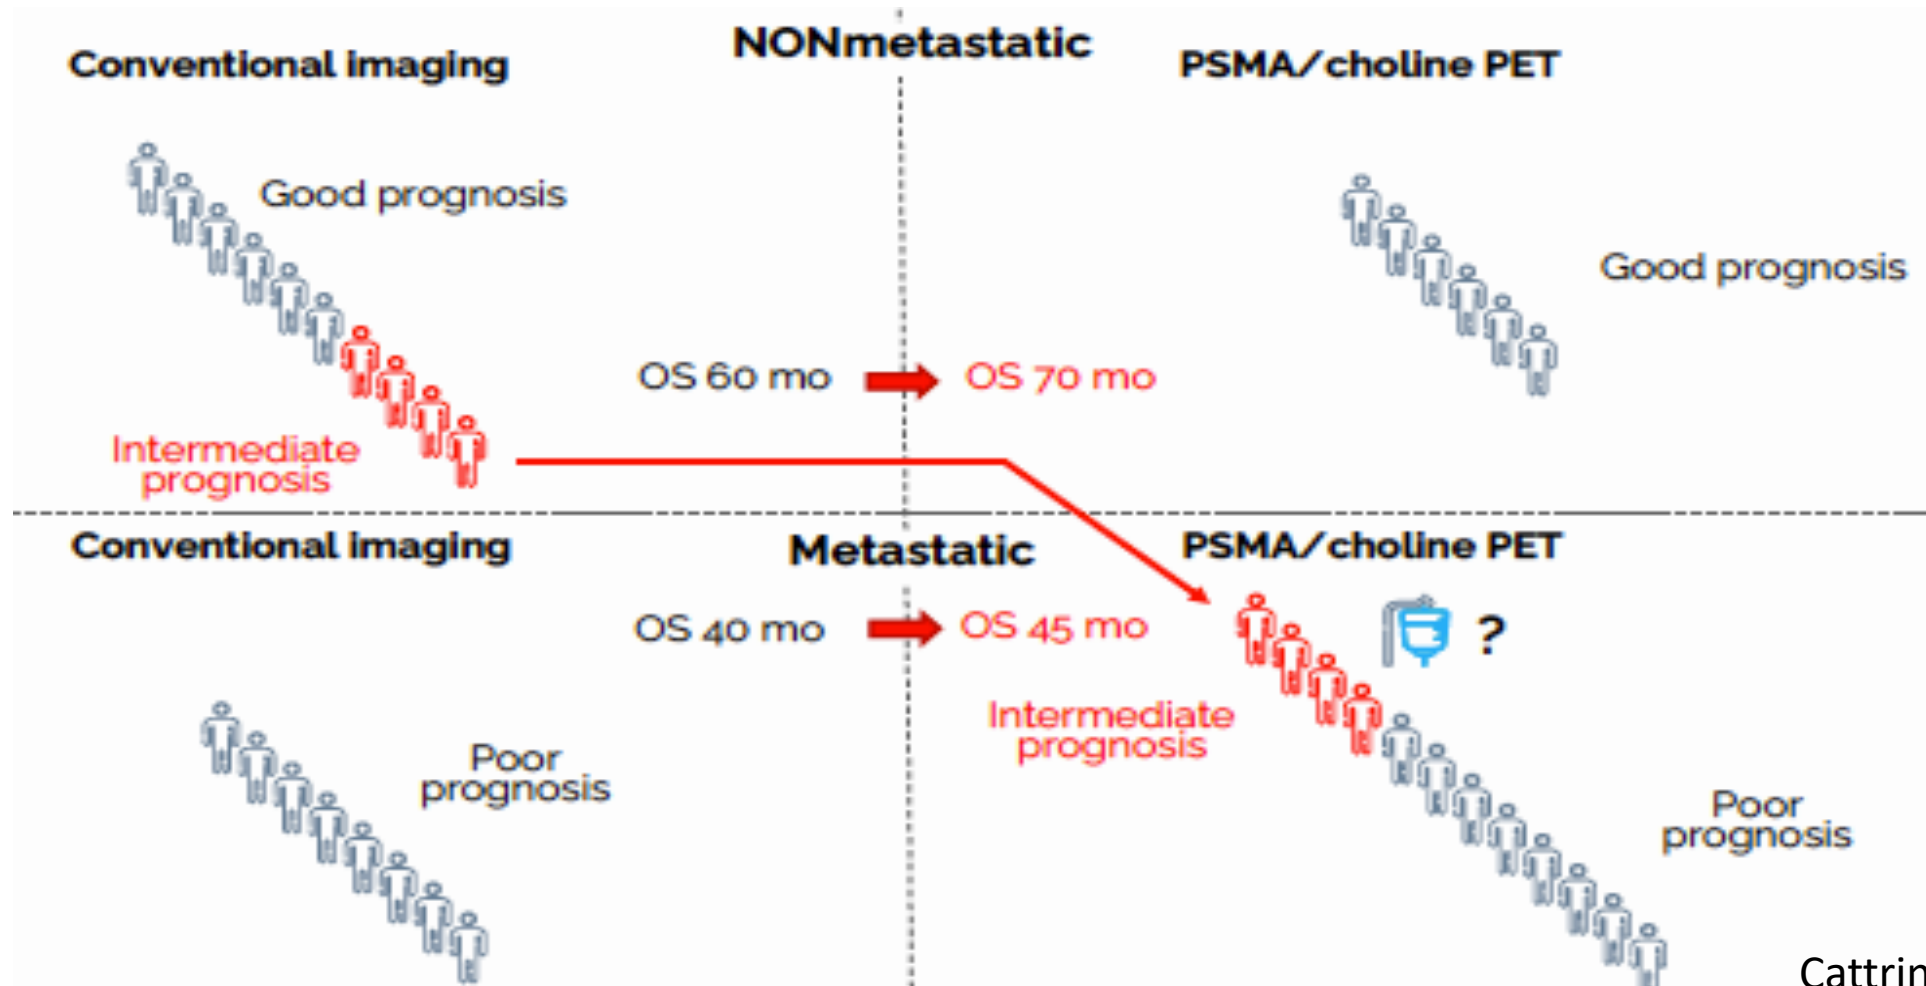 NONmetastatic
Conventional imaging
PSMA/choline PET
Good prognosis
Good prognosis
OS 60 mo
OS 70 mo
Intermediate
prognosis
Conventional imaging
Metastatic
PSMA/choline PET
OS 40 mo
OS 45 mo
?
Intermediate
prognosis
Poor
prognosis
Poor
prognosis
Cattrin